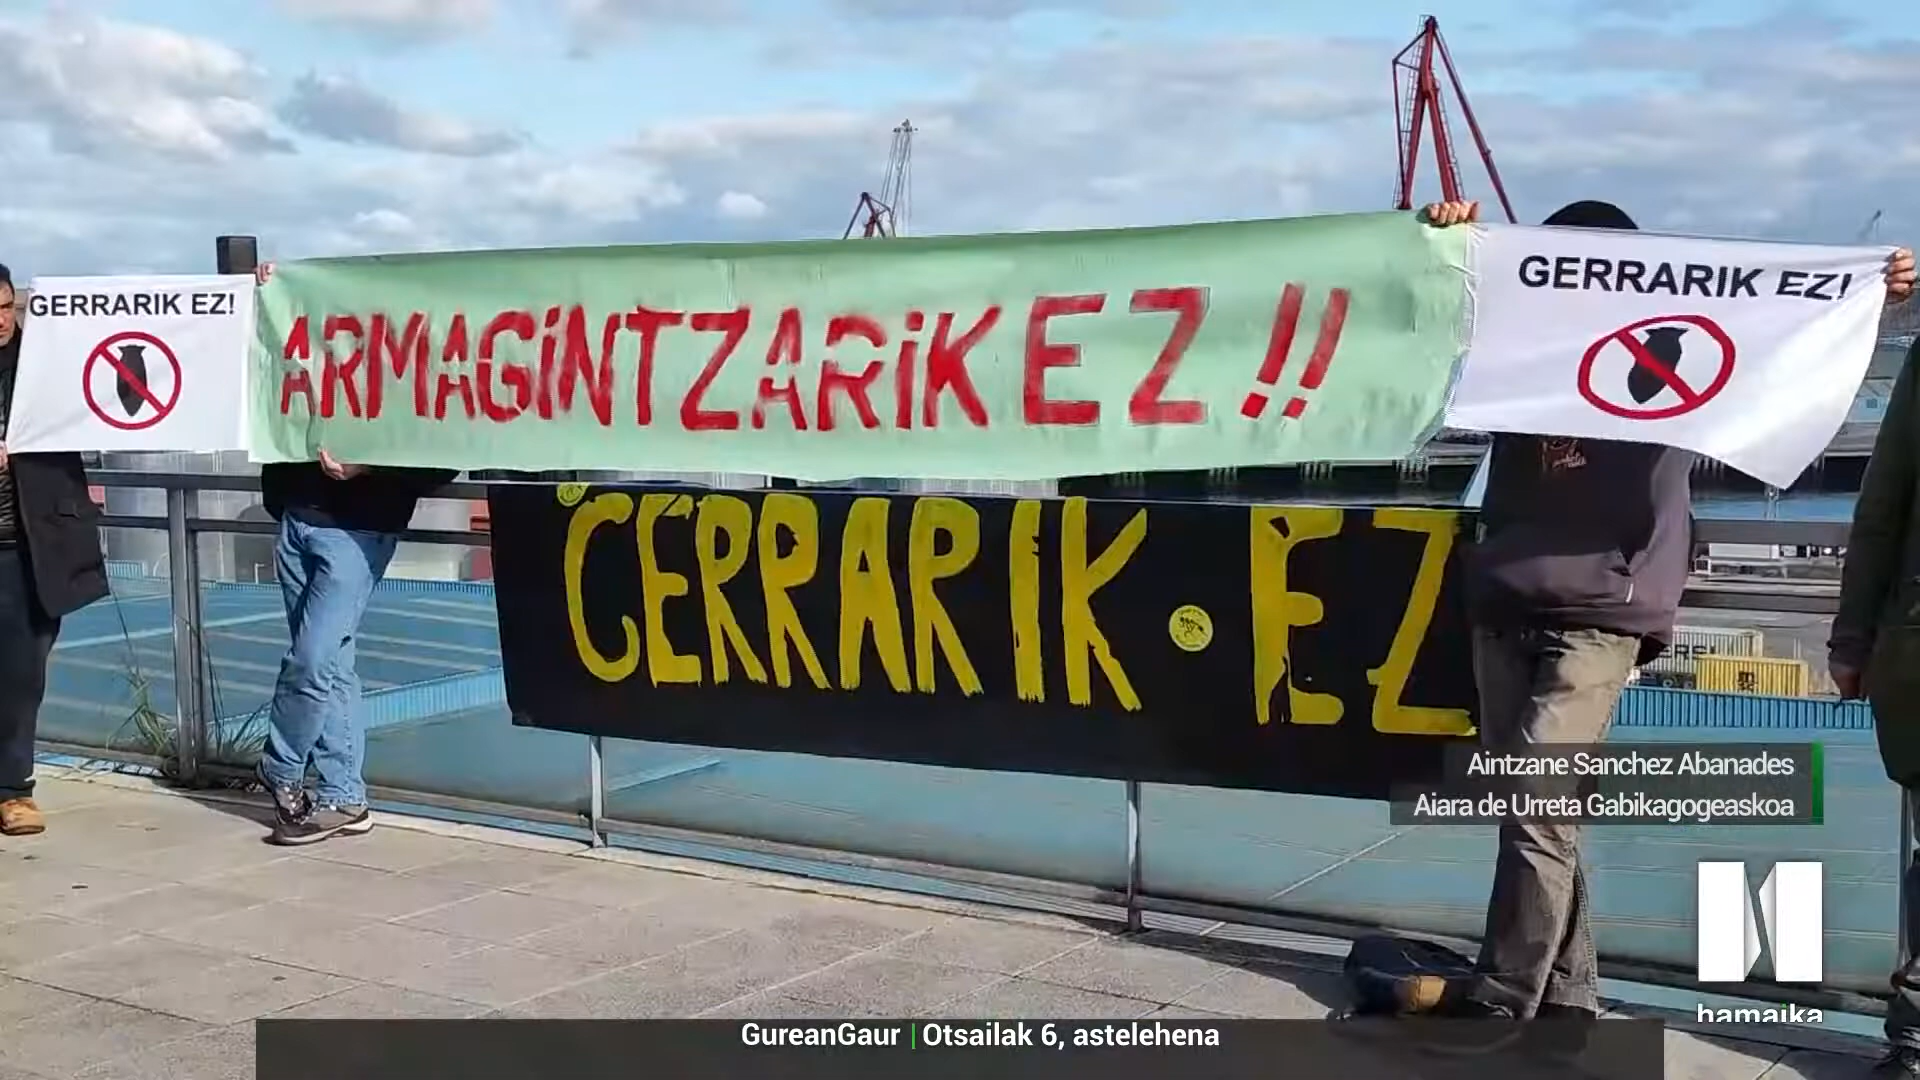 GERRARIK EZ!
ARMAGiNTZARiK EZ!!
GERRARIK EZ!
GERRARIK • EZ
Aintzane Sanchez Abanades
Aiara de Urreta Gabikagogeaskoa
hamaika
GureanGaur | Otsailak 6, astelehena